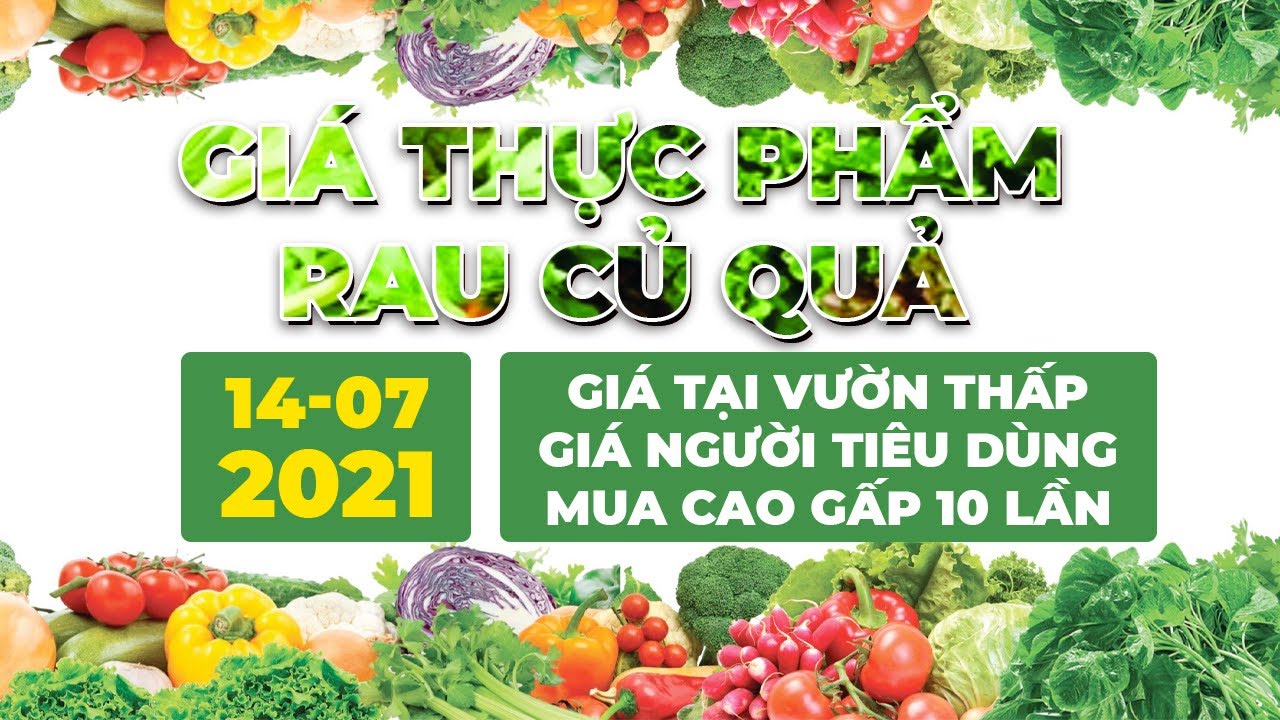 GIÁ THỰC PHẨM
RAU CỦ QUẢ
14-07
2021
GIÁ TẠI VƯỜN THẤP
GIÁ NGƯỜI TIÊU DÙNG
MUA CAO GẤP 10 LẦN